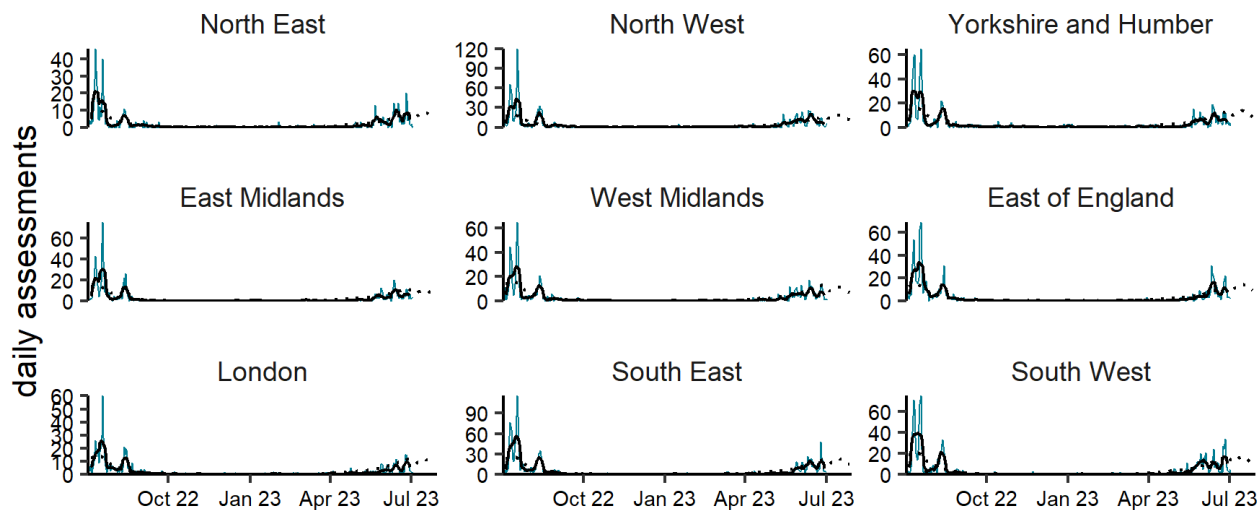 North East North West Yorkshire and Humber
40 30 20 10 0
120 90 60 30 0
60 40 20 0
daily assessments
East Midlands West Midlands East of England
60 40 20 0
60 40 20 0
60 40 20 0
London South East South West
60 50 40 30 20 10 0
90 60 30 0
60 40 20 0
Oct 22 Jan 23 Apr 23 Jul 23 Oct 22 Jan 23 Apr 23 Jul 23 Oct 22 Jan 23 Apr 23 Jul 23